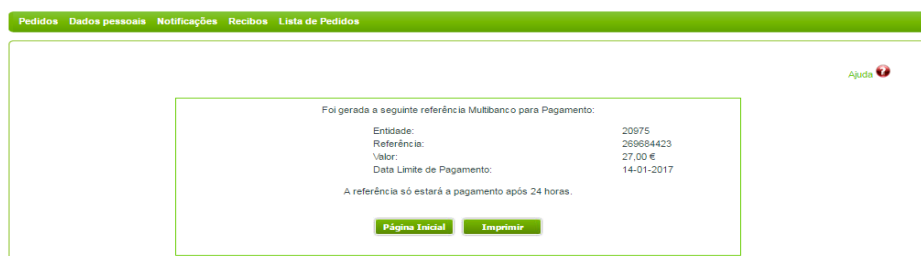 Pedidos Dados pessoais Notificações Recibos Lista de Pedidos
Ajuda ?
Foi gerada a seguinte referência Multibanco para Pagamento:
Entidade: 20975
Referência: 269684423
Valor: 27,00 €
Data Limite de Pagamento: 14-01-2017
A referência só estará a pagamento após 24 horas.
Página Inicial Imprimir